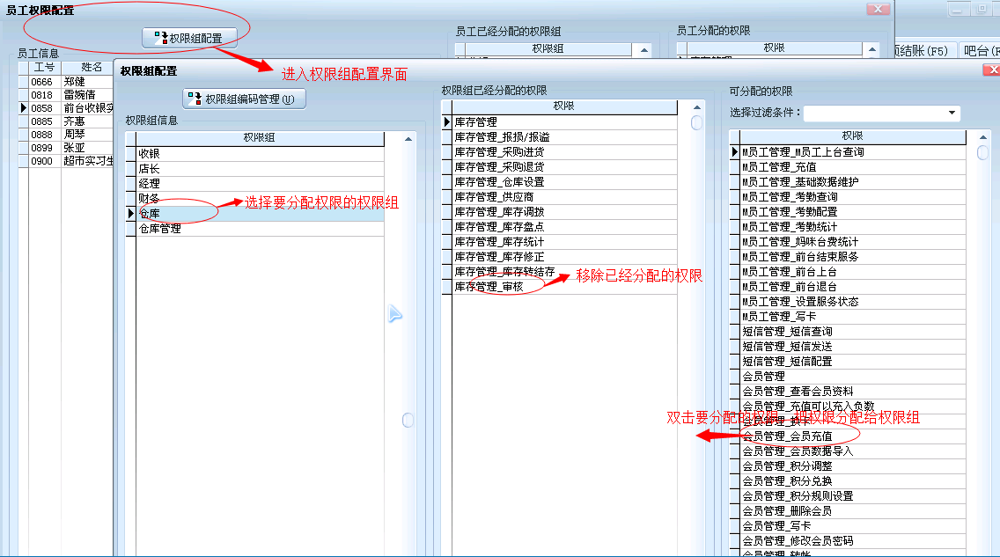 员工权限配置
权限组配置
员工已经分配的权限组
权限组
员工分配的权限
权限
结账(F5)
吧台(F
员工信息
工号
姓名
0666
郑健
0818
雷婉倩
0858
前台收银实
0885
齐惠
0888
周琴
0899
张亚
0900
超市实习生
进入权限组配置界面
权限组配置
权限组编码管理(U)
权限组信息
权限组
收银
店长
经理
财务
仓库
仓库管理
选择要分配权限的权限组
权限组已经分配的权限
权限
库存管理
库存管理_报损/报溢
库存管理_采购进货
库存管理_采购退货
库存管理_仓库设置
库存管理_供应商
库存管理_库存调拨
库存管理_库存盘点
库存管理_库存统计
库存管理_库存修正
库存管理_库存转结存
库存管理_审核
移除已经分配的权限
可分配的权限
选择过滤条件：
权限
M员工管理_M员工上台查询
M员工管理_充值
M员工管理_基础数据维护
M员工管理_考勤查询
M员工管理_考勤配置
M员工管理_考勤统计
M员工管理_妈咪台费统计
M员工管理_前台结束服务
M员工管理_前台上台
M员工管理_前台退台
M员工管理_设置服务状态
M员工管理_写卡
短信管理_短信查询
短信管理_短信发送
短信管理_短信配置
会员管理
会员管理_查看会员资料
会员管理_充值可以充入负数
双击要分配的权限，把权限分配给权限组
会员管理_换卡
会员管理_会员充值
会员管理_会员数据导入
会员管理_积分调整
会员管理_积分兑换
会员管理_积分规则设置
会员管理_删除会员
会员管理_写卡
会员管理_修改会员密码
会员管理_转帐